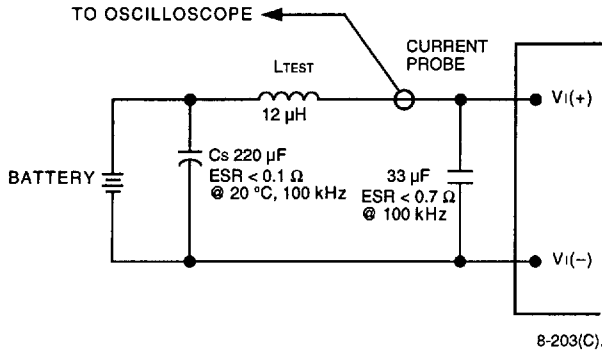 TO OSCILLOSCOPE
CURRENT
PROBE
LTEST
12 µH
VI(+)
CS 220 µF
ESR < 0.1 Ω
@ 20 °C, 100 kHz
BATTERY
33 µF
ESR < 0.7 Ω
@ 100 kHz
VI(–)
8-203(C).